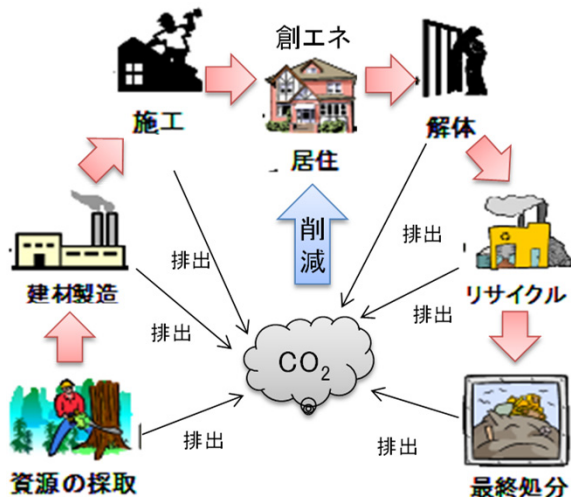 創エネ
施工
居住
解体
削減
排出
排出
建材製造
リサイクル
排出
排出
CO₂
資源の採取
排出
排出
最終処分